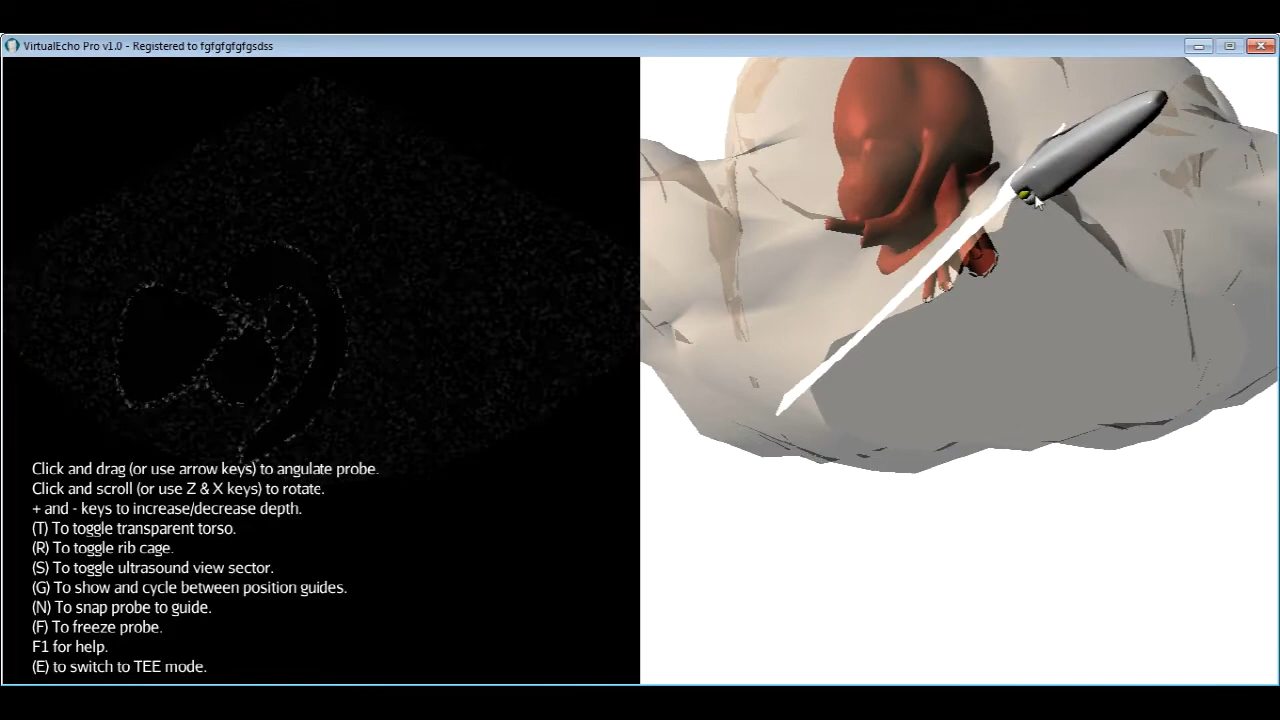 VirtualEcho Pro v1.0 - Registered to fgfgfgfgfgsdss
Click and drag (or use arrow keys) to angulate probe.
Click and scroll (or use Z & X keys) to rotate.
+ and - keys to increase/decrease depth.
(T) To toggle transparent torso.
(R) To toggle rib cage.
(S) To toggle ultrasound view sector.
(G) To show and cycle between position guides.
(N) To snap probe to guide.
(F) To freeze probe.
F1 for help.
(E) to switch to TEE mode.